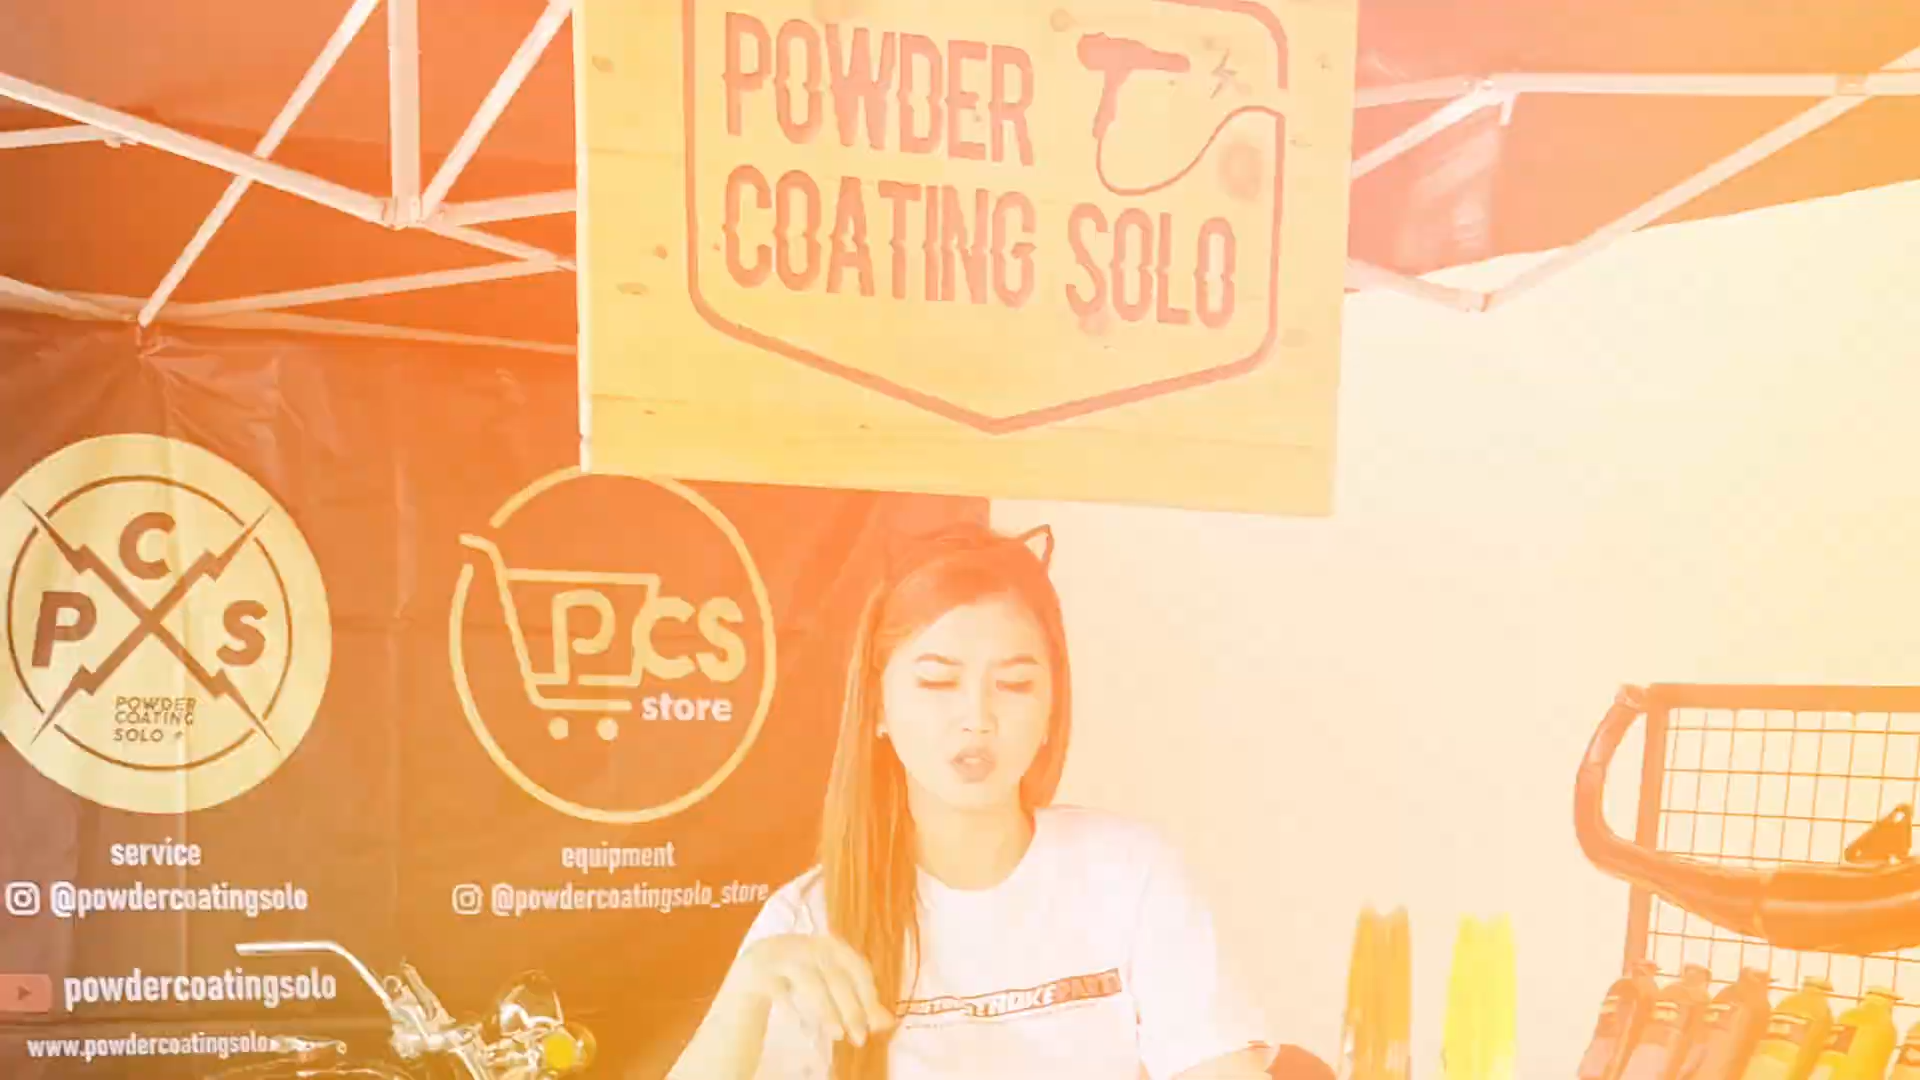 POWDER
COATING SOLO
C
P S
POWDER
COATING
SOLO
PCS
store
service
@powdercoatingsolo
equipment
@powdercoatingsolo_store
powdercoatingsolo
www.powdercoatingsolo